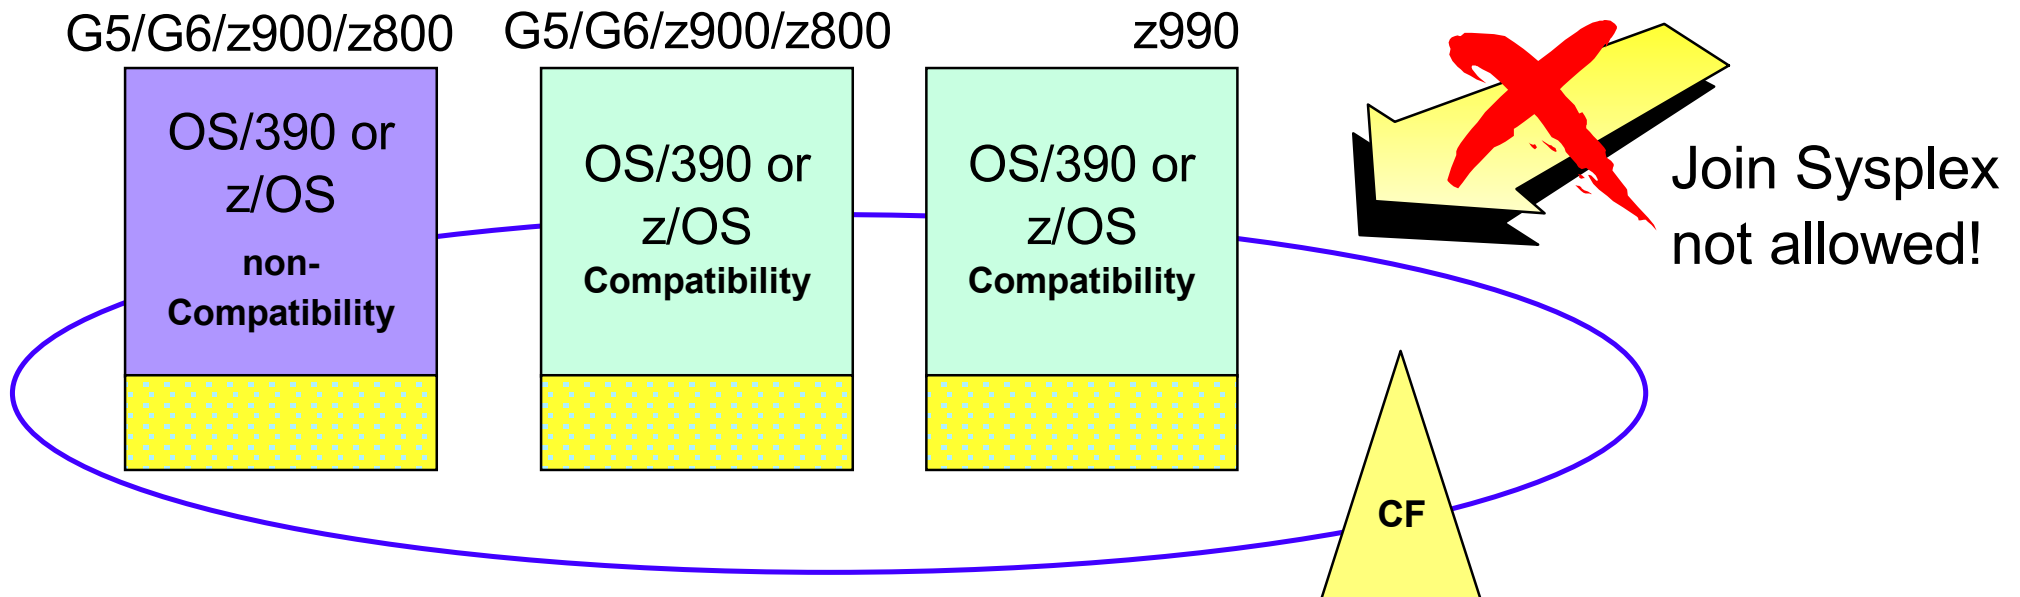 G5/G6/z900/z800
OS/390 or
z/OS
non-
Compatibility
G5/G6/z900/z800
OS/390 or
z/OS
Compatibility
z990
OS/390 or
z/OS
Compatibility
Join Sysplex
not allowed!
CF